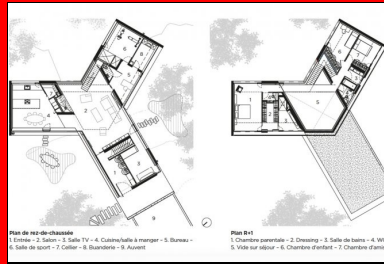 Plan de rez-de-chaussée
1. Entrée – 2. Salon – 3. Salle TV – 4. Cuisine/salle à manger – 5. Bureau –
6. Salle de sport – 7. Cellier – 8. Buanderie – 9. Auvent
Plan R+1
1. Chambre parentale – 2. Dressing – 3. Salle de bains – 4. W
5. Vide sur séjour – 6. Chambre d'enfant – 7. Chambre d'ami